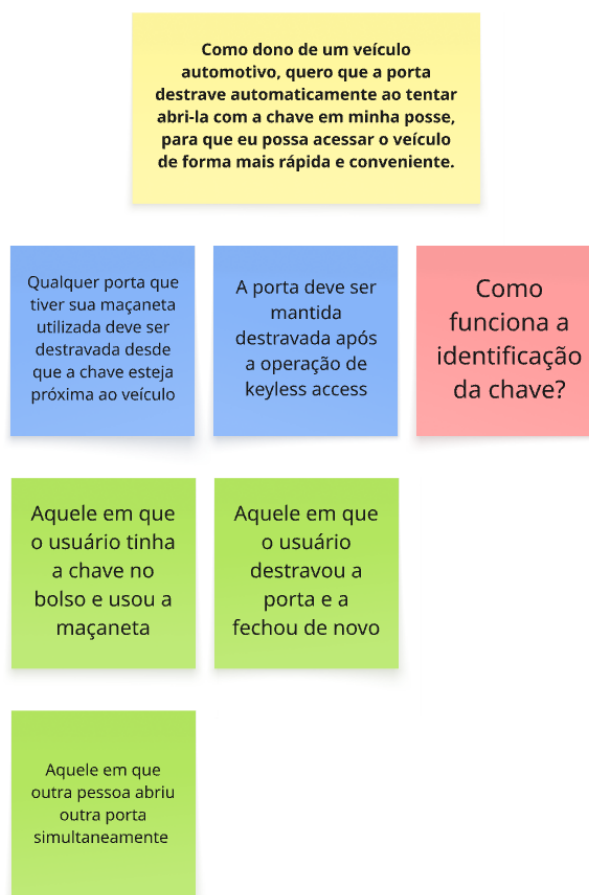 Como dono de um veículo
automotivo, quero que a porta
destrave automaticamente ao tentar
abri-la com a chave em minha posse,
para que eu possa acessar o veículo
de forma mais rápida e conveniente.
Qualquer porta que
tiver sua maçaneta
utilizada deve ser
destravada desde
que a chave esteja
próxima ao veículo
A porta deve ser
mantida
destravada após
a operação de
keyless access
Como
funciona a
identificação
da chave?
Aquele em que
o usuário tinha
a chave no
bolso e usou a
maçaneta
Aquele em que
o usuário
destravou a
porta e a
fechou de novo
Aquele em que
outra pessoa abriu
outra porta
simultaneamente